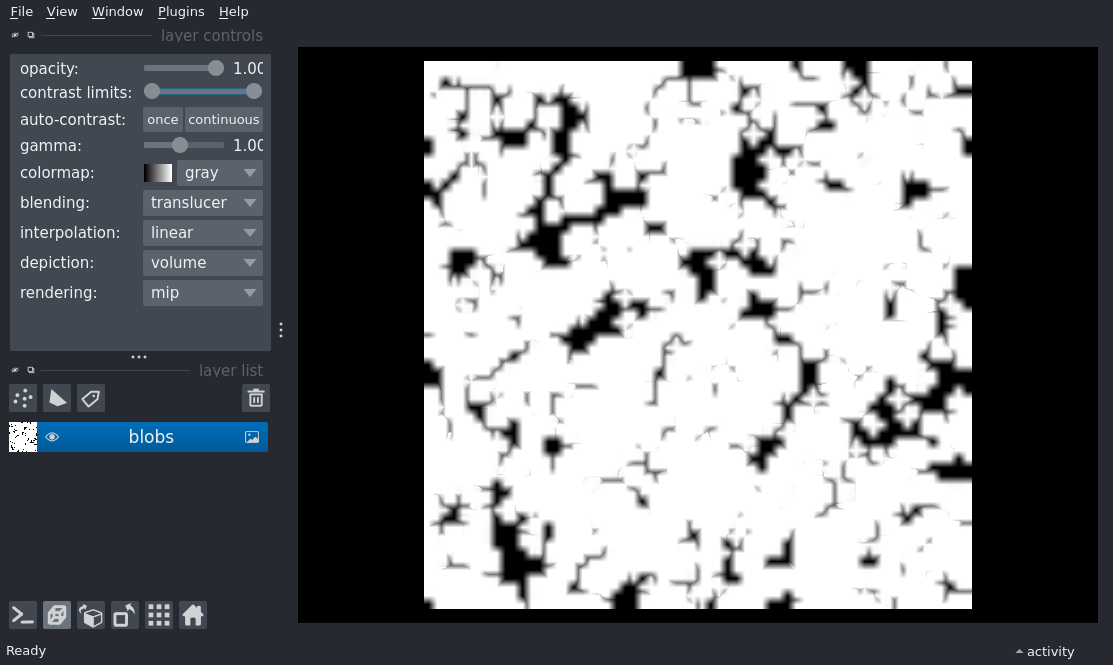 File View Window Plugins Help
layer controls
opacity: 1.00
contrast limits:
auto-contrast: once continuous
gamma: 1.00
colormap: gray
blending: translucer
interpolation: linear
depiction: volume
rendering: mip
layer list
blobs
Ready activity